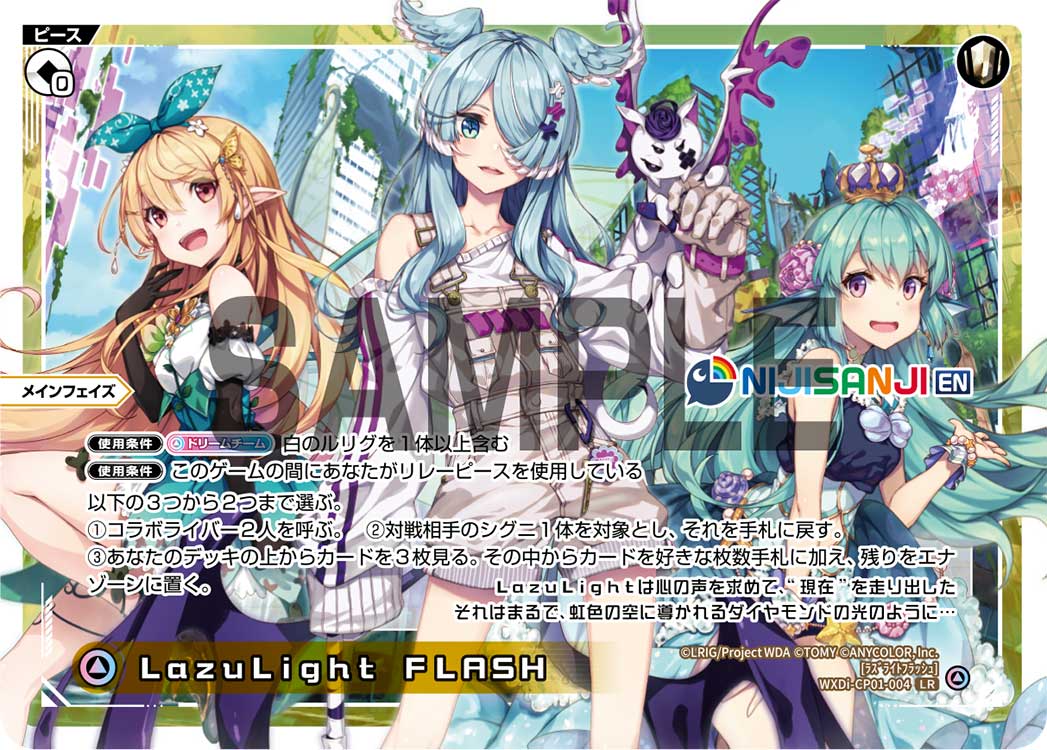 ピース
0
メインフェイズ
SAMPLE
NIJISANJI EN
使用条件 ドリームチーム 白のルリグを1体以上含む
使用条件 このゲームの間にあなたがリレーピースを使用している
以下の3つから2つまで選ぶ。
①コラボライバー2人を呼ぶ。 ②対戦相手のシグニ1体を対象とし、それを手札に戻す。
③あなたのデッキの上からカードを3枚見る。その中からカードを好きな枚数手札に加え、残りをエナ
ゾーンに置く。
LazuLightは心の声を求めて、“現在”を走り出した
それはまるで、虹色の空に導かれるダイヤモンドの光のように…
LazuLight FLASH
©LRIG/Project WDA ©TOMY ©ANYCOLOR, Inc.
[ラズライトフラッシュ]
WXDi-CP01-004 LR